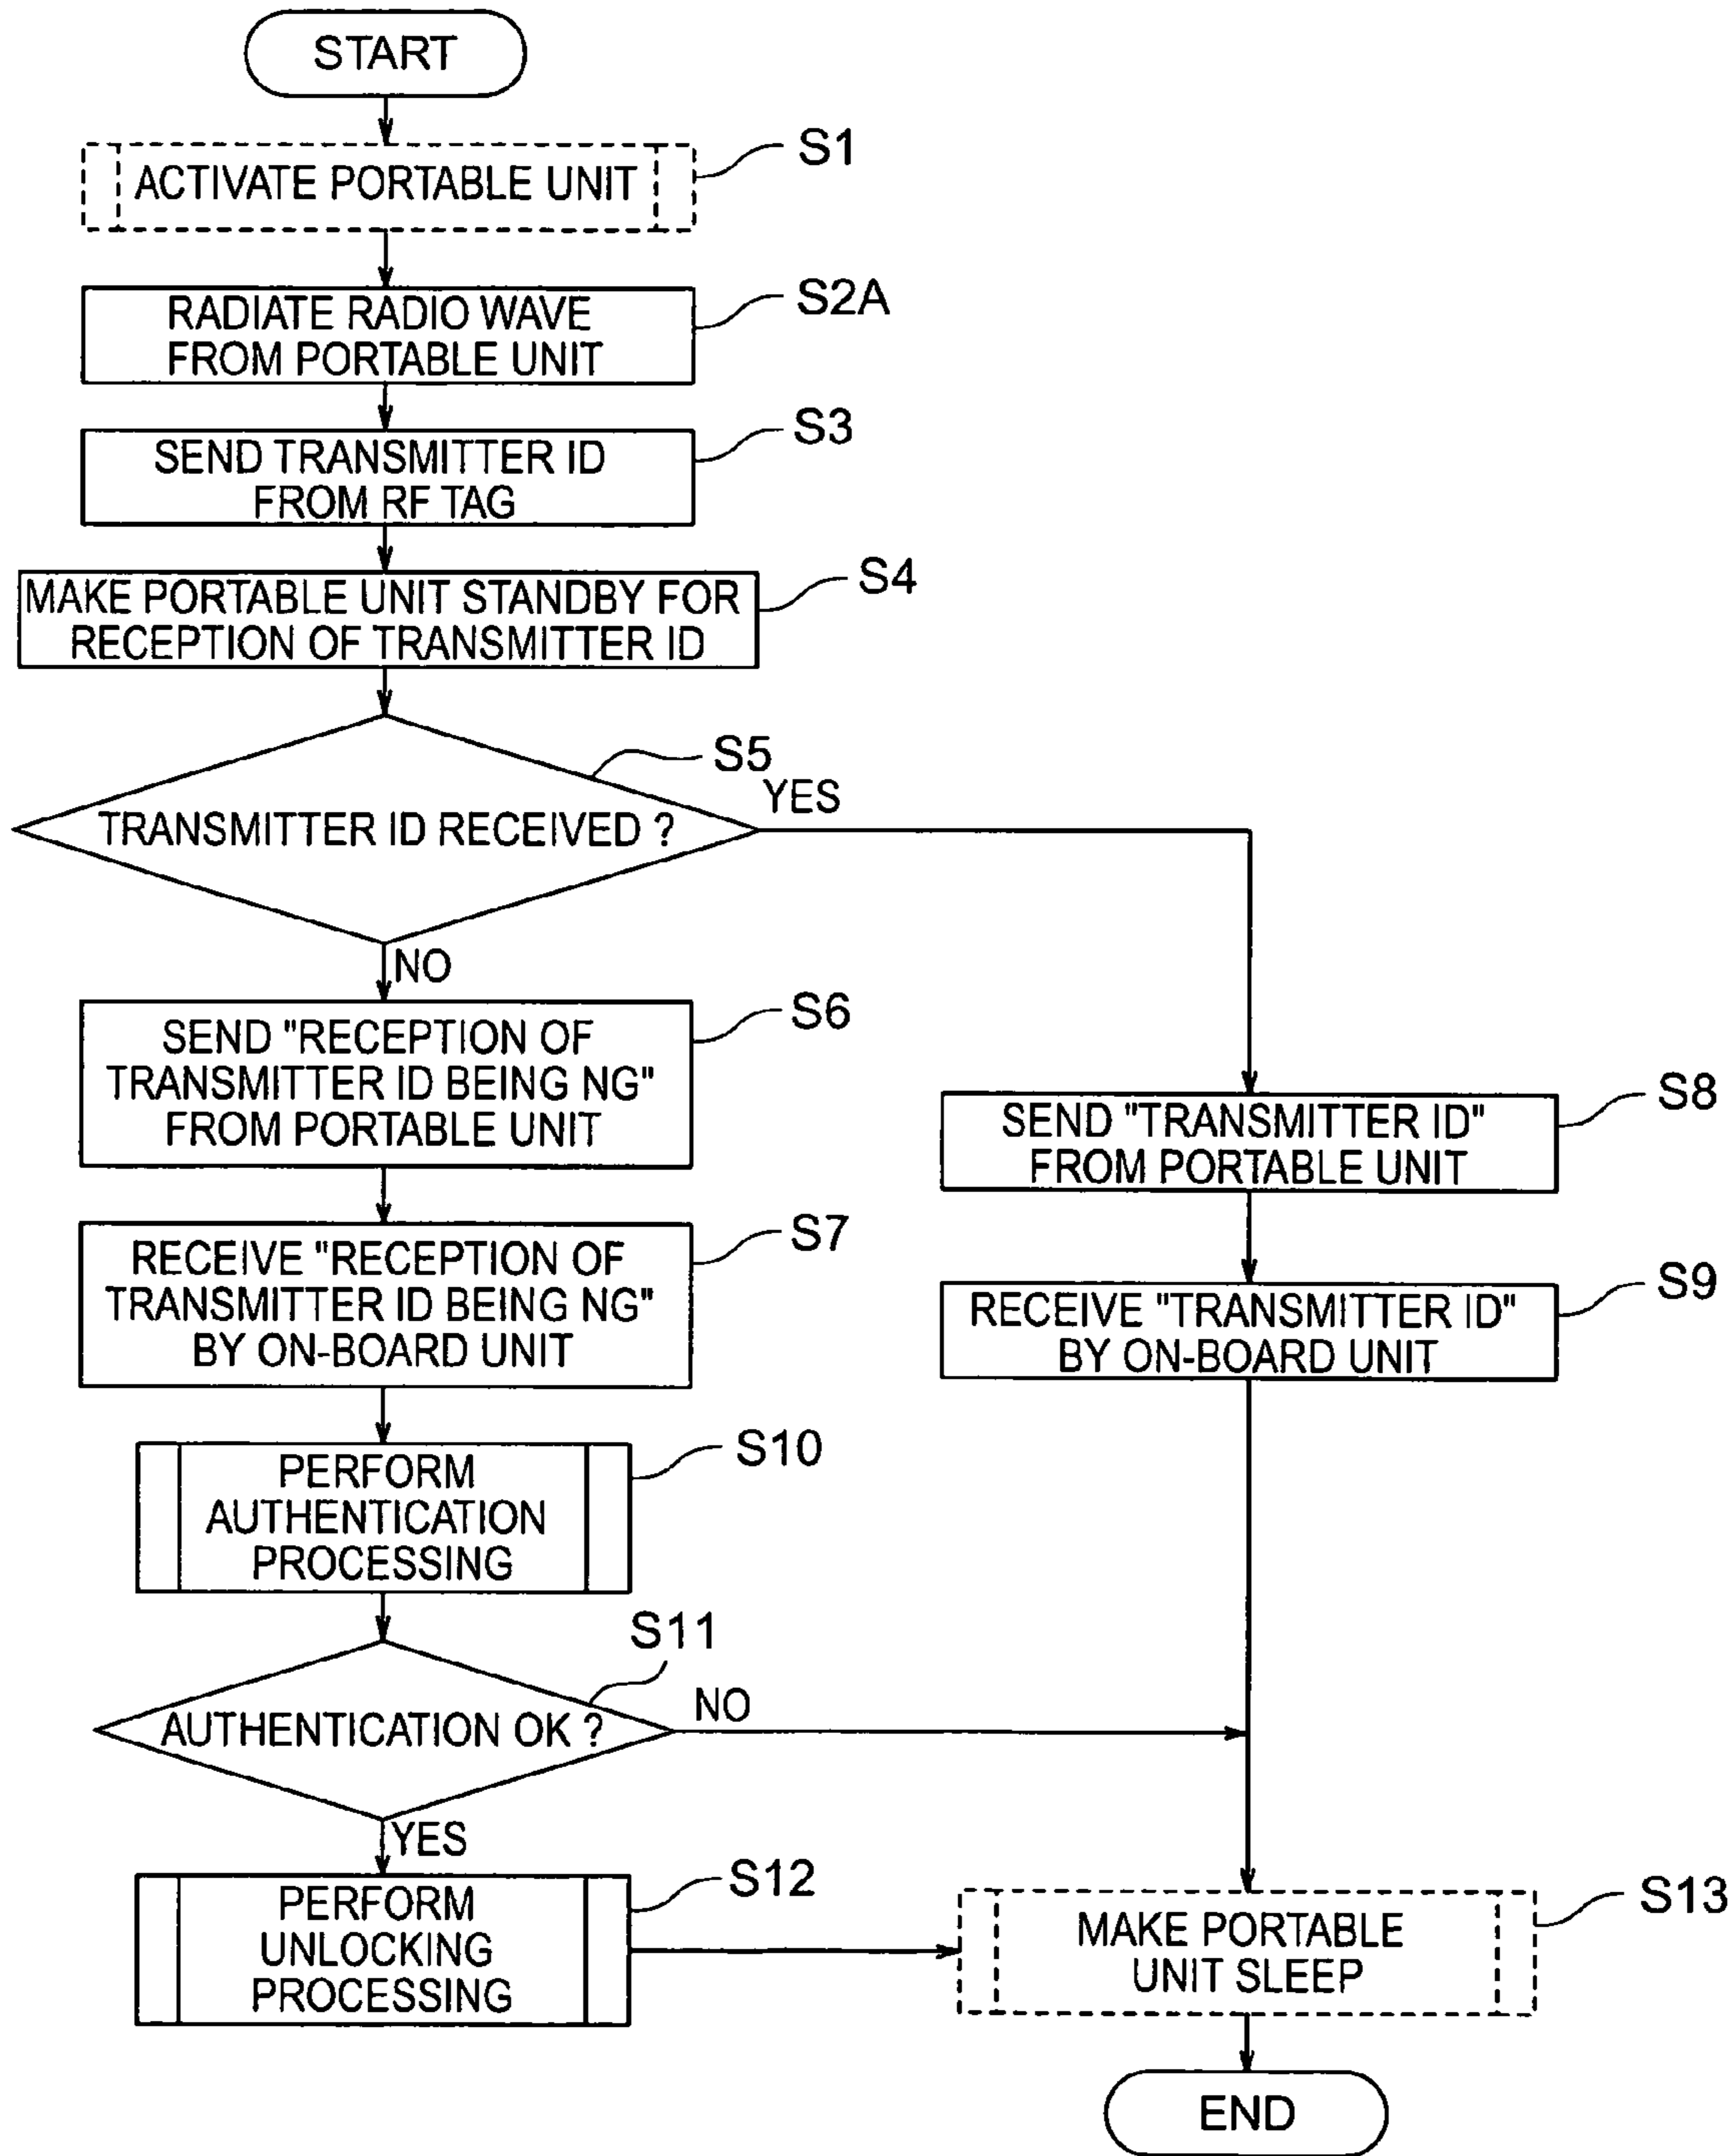 START
ACTIVATE PORTABLE UNIT
S1
RADIATE RADIO WAVE
FROM PORTABLE UNIT
S2A
SEND TRANSMITTER ID
FROM RF TAG
S3
MAKE PORTABLE UNIT STANDBY FOR
RECEPTION OF TRANSMITTER ID
S4
TRANSMITTER ID RECEIVED ?
S5
YES
NO
SEND "RECEPTION OF
TRANSMITTER ID BEING NG"
FROM PORTABLE UNIT
S6
RECEIVE "RECEPTION OF
TRANSMITTER ID BEING NG"
BY ON-BOARD UNIT
S7
SEND "TRANSMITTER ID"
FROM PORTABLE UNIT
S8
RECEIVE "TRANSMITTER ID"
BY ON-BOARD UNIT
S9
PERFORM
AUTHENTICATION
PROCESSING
S10
AUTHENTICATION OK ?
S11
NO
YES
PERFORM
UNLOCKING
PROCESSING
S12
MAKE PORTABLE
UNIT SLEEP
S13
END